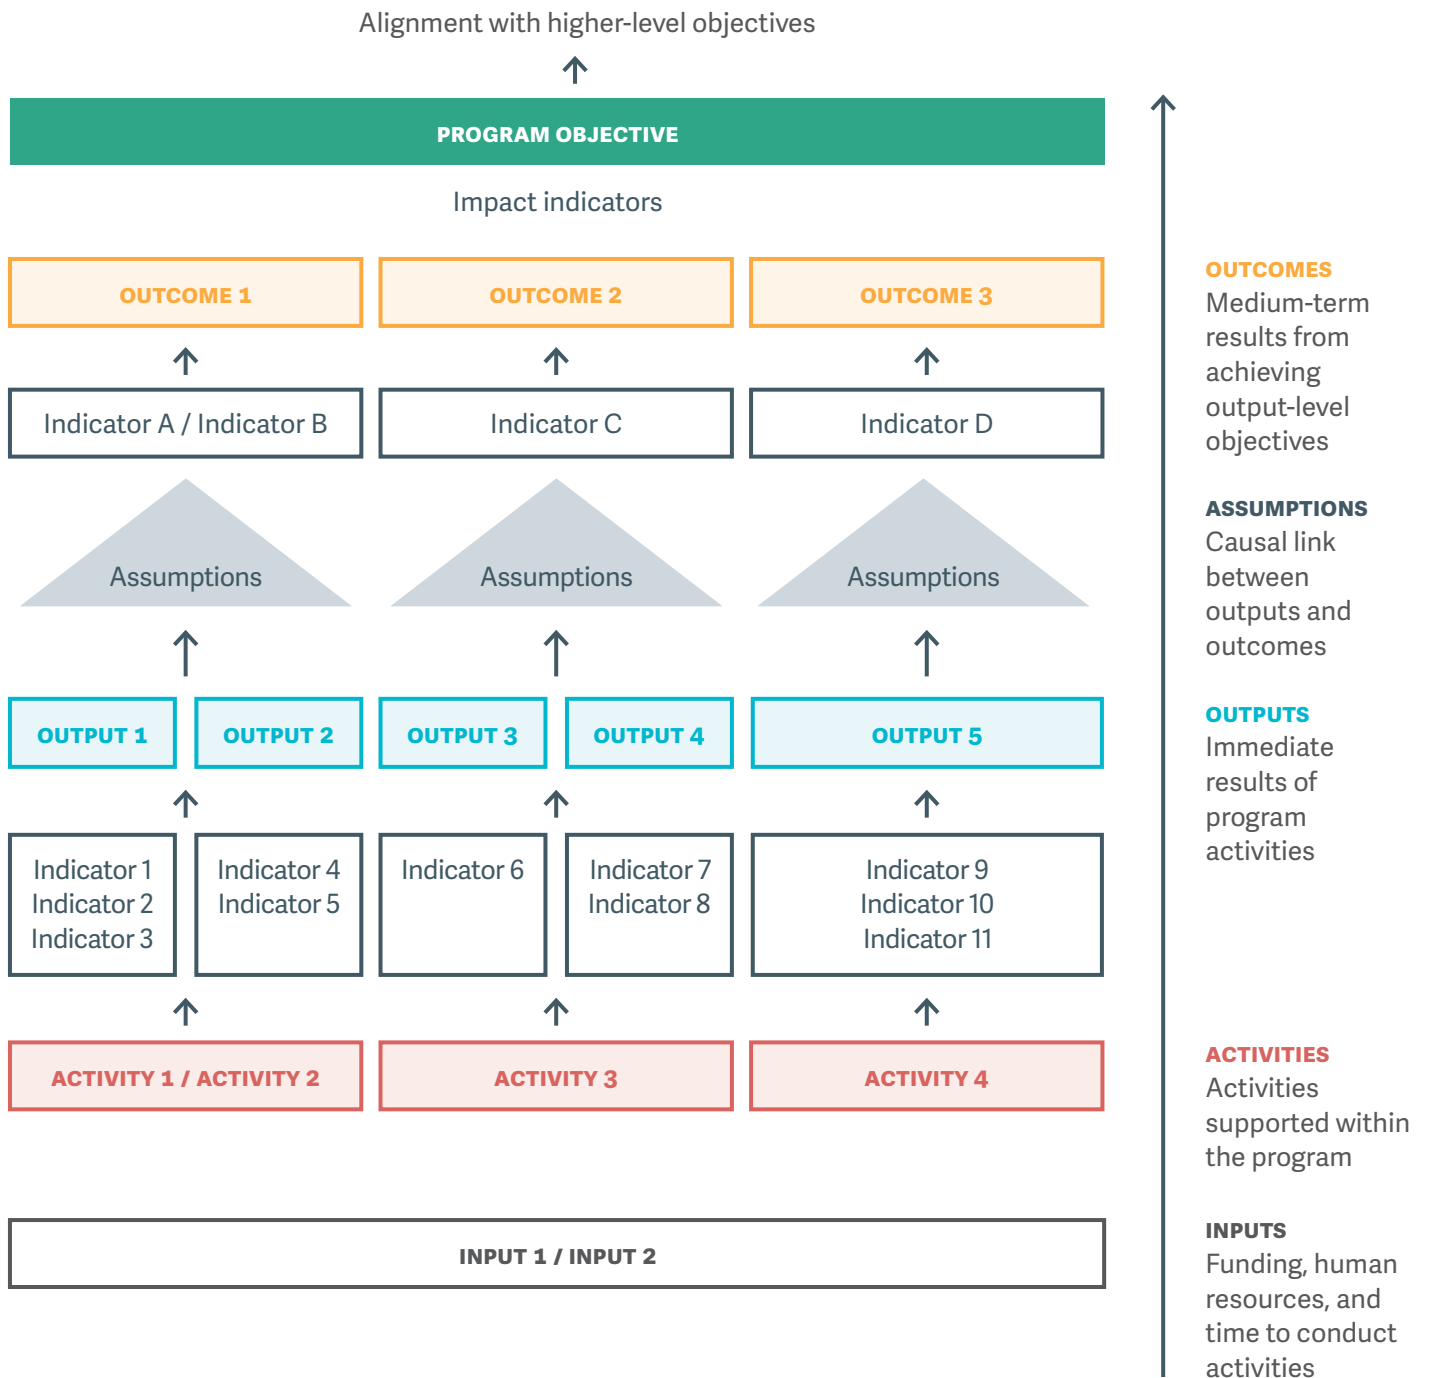 Alignment with higher-level objectives
PROGRAM OBJECTIVE
Impact indicators
OUTCOME 1
OUTCOME 2
OUTCOME 3
Indicator A / Indicator B
Indicator C
Indicator D
Assumptions
Assumptions
Assumptions
OUTPUT 1
OUTPUT 2
OUTPUT 3
OUTPUT 4
OUTPUT 5
Indicator 1
Indicator 2
Indicator 3
Indicator 4
Indicator 5
Indicator 6
Indicator 7
Indicator 8
Indicator 9
Indicator 10
Indicator 11
ACTIVITY 1 / ACTIVITY 2
ACTIVITY 3
ACTIVITY 4
INPUT 1 / INPUT 2
OUTCOMES
Medium-term
results from
achieving
output-level
objectives
ASSUMPTIONS
Causal link
between
outputs and
outcomes
OUTPUTS
Immediate
results of
program
activities
ACTIVITIES
Activities
supported within
the program
INPUTS
Funding, human
resources, and
time to conduct
activities